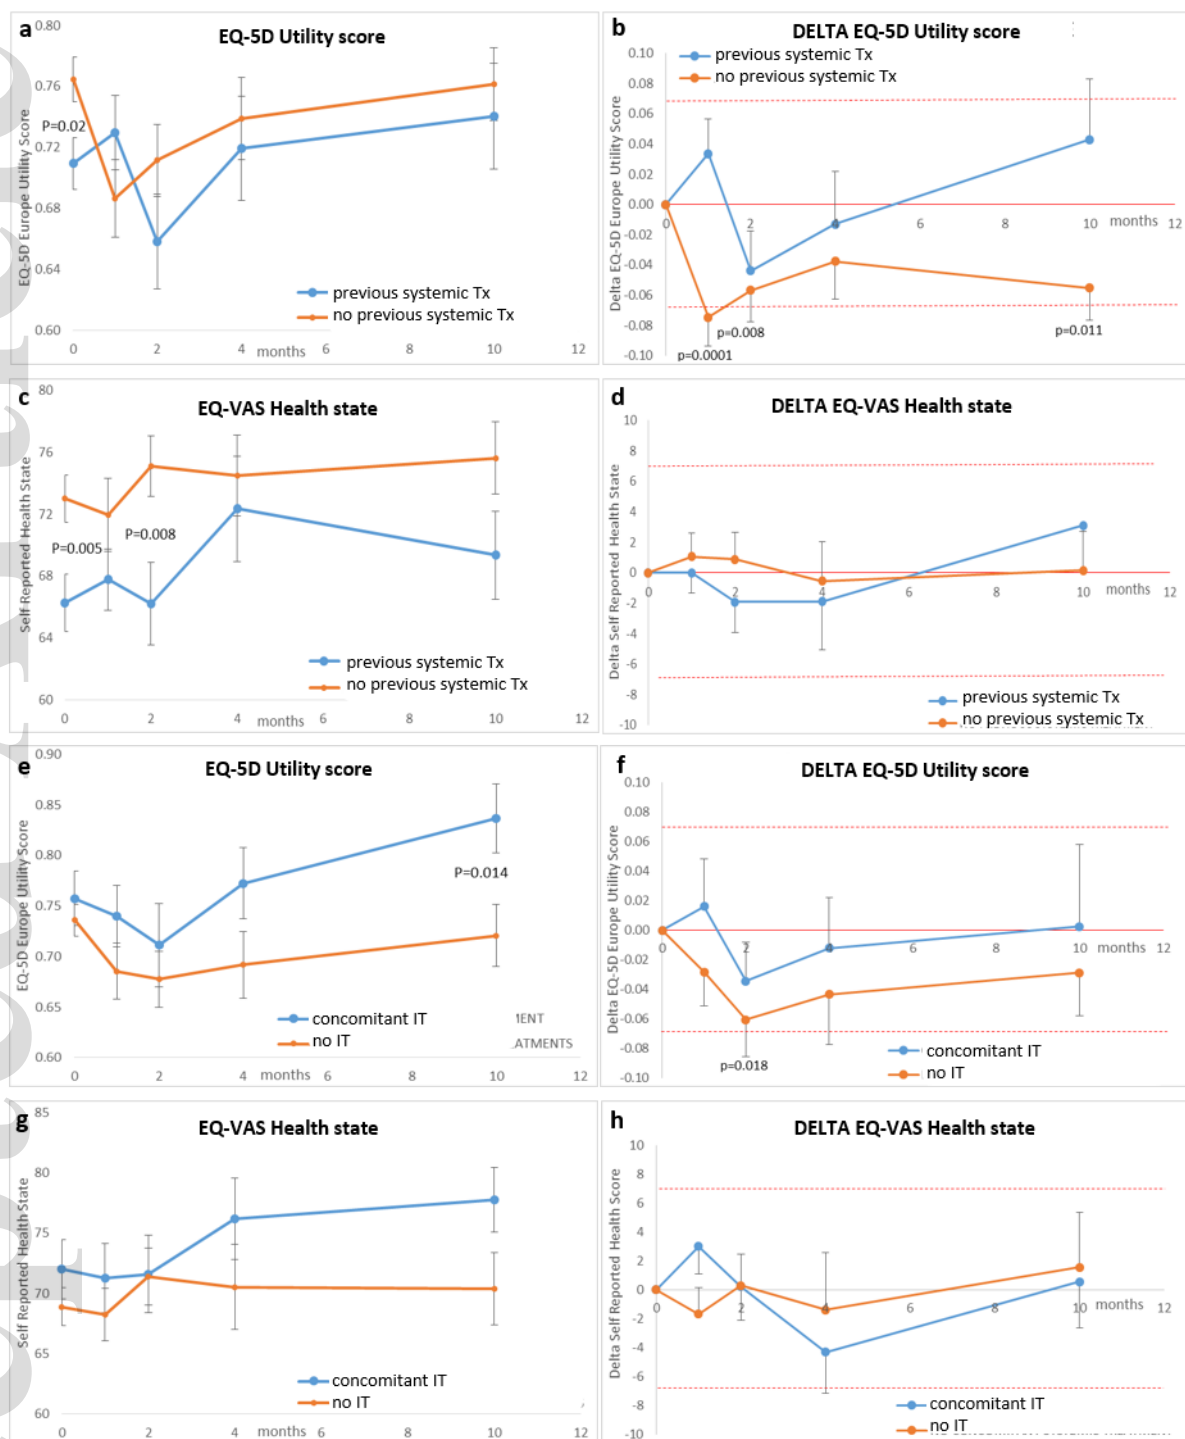 a
EQ-5D Utility score
EQ-5D Europe Utility Score
0.80
0.76
0.72
0.68
0.64
0.60
P=0.02
previous systemic Tx
no previous systemic Tx
0 2 4 months 6 10 12
b
DELTA EQ-5D Utility score
previous systemic Tx
no previous systemic Tx
Delta EQ-5D Europe Utility Score
0.10
0.08
0.06
0.04
0.02
0.00
-0.02
-0.04
-0.06
-0.08
-0.10
0 2 4 6 8 10 months 12
p=0.008
p=0.0001
p=0.011
c
EQ-VAS Health state
Self Reported Health State
80
76
72
68
64
60
P=0.005
P=0.008
previous systemic Tx
no previous systemic Tx
0 2 4 months 6 10 12
d
DELTA EQ-VAS Health state
Delta Self Reported Health State
10
8
6
4
2
0
-2
-4
-6
-8
-10
0 2 4 6 8 months 12
10
previous systemic Tx
no previous systemic Tx
e
EQ-5D Utility score
EQ-5D Europe Utility Score
0.90
0.85
0.80
0.75
0.70
0.65
0.60
P=0.014
concomitant IT
no IT
MENT
ATMENTS
0 2 4 months 6 10 12
f
DELTA EQ-5D Utility score
Delta EQ-5D Europe Utility Score
0.10
0.08
0.06
0.04
0.02
0.00
-0.02
-0.04
-0.06
-0.08
-0.10
0 2 4 6 8 10 months 12
p=0.018
concomitant IT
no IT
g
EQ-VAS Health state
Self Reported Health State
85
80
75
70
65
60
concomitant IT
no IT
0 2 4 months 6 10 12
h
DELTA EQ-VAS Health state
Delta Self Reported Health Score
10
8
6
4
2
0
-2
-4
-6
-8
-10
0 2 4 6 8 10 months 12
concomitant IT
no IT